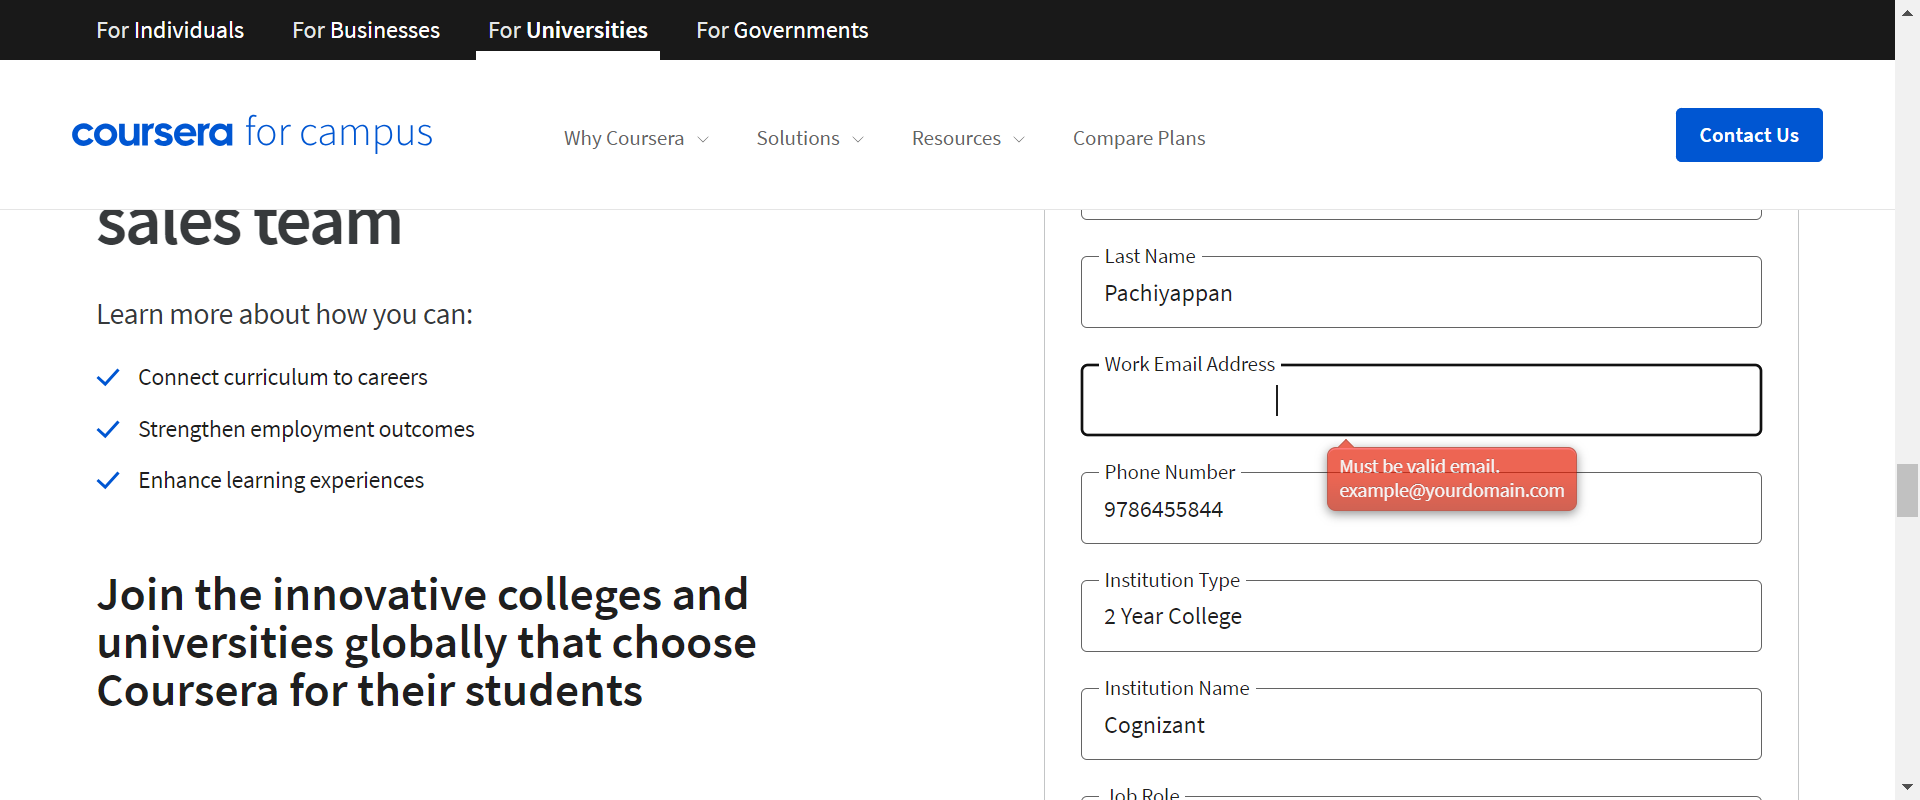 For Individuals
For Businesses
For Universities
For Governments
coursera for campus
Why Coursera
Solutions
Resources
Compare Plans
Contact Us
sales team
Learn more about how you can:
Connect curriculum to careers
Strengthen employment outcomes
Enhance learning experiences
Join the innovative colleges and
universities globally that choose
Coursera for their students
Last Name
Pachiyappan
Work Email Address
Must be valid email.
example@yourdomain.com
Phone Number
9786455844
Institution Type
2 Year College
Institution Name
Cognizant
Job Role